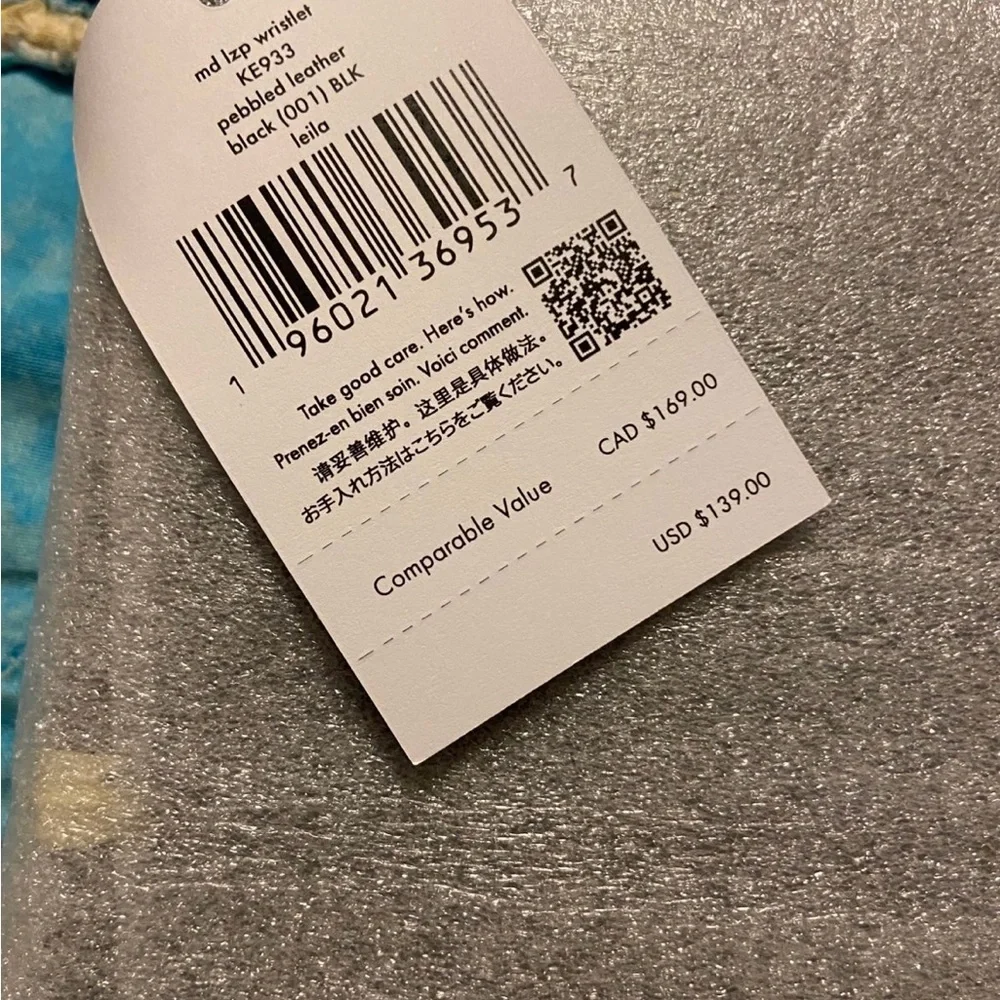 md lzp wristlet
KE933
pebbled leather
black (001) BLK
leila
1 96021 36953 7
Take good care. Here's how.
Prenez-en bien soin. Voici comment.
请妥善维护。这里是具体做法。
お手入れ方法はこちらをご覧ください。
CAD $169.00
Comparable Value
USD $139.00